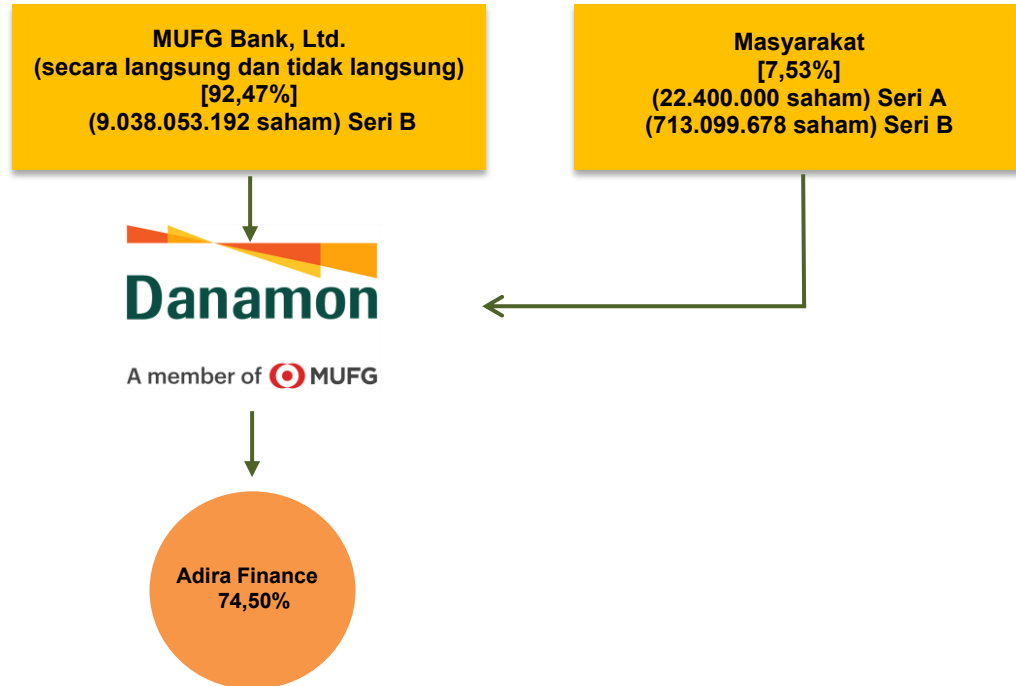 MUFG Bank, Ltd.
(secara langsung dan tidak langsung)
[92,47%]
(9.038.053.192 saham) Seri B
Masyarakat
[7,53%]
(22.400.000 saham) Seri A
(713.099.678 saham) Seri B
Danamon
A member of MUFG
Adira Finance
74,50%